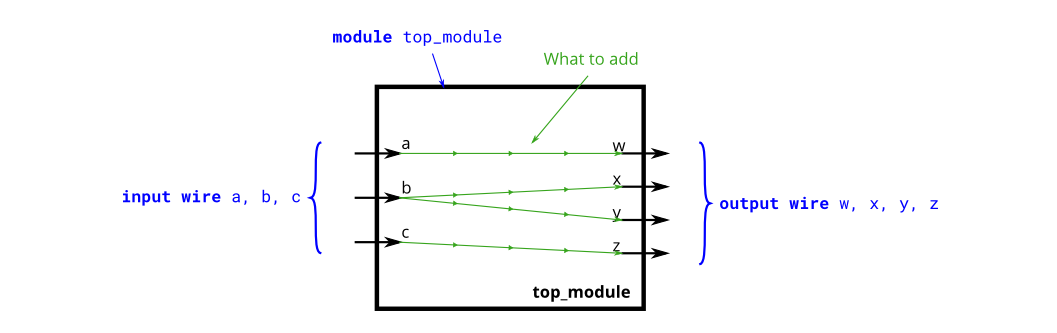 module top_module
What to add
a
w
x
b
input wire a, b, c
output wire w, x, y, z
y
c
z
top_module